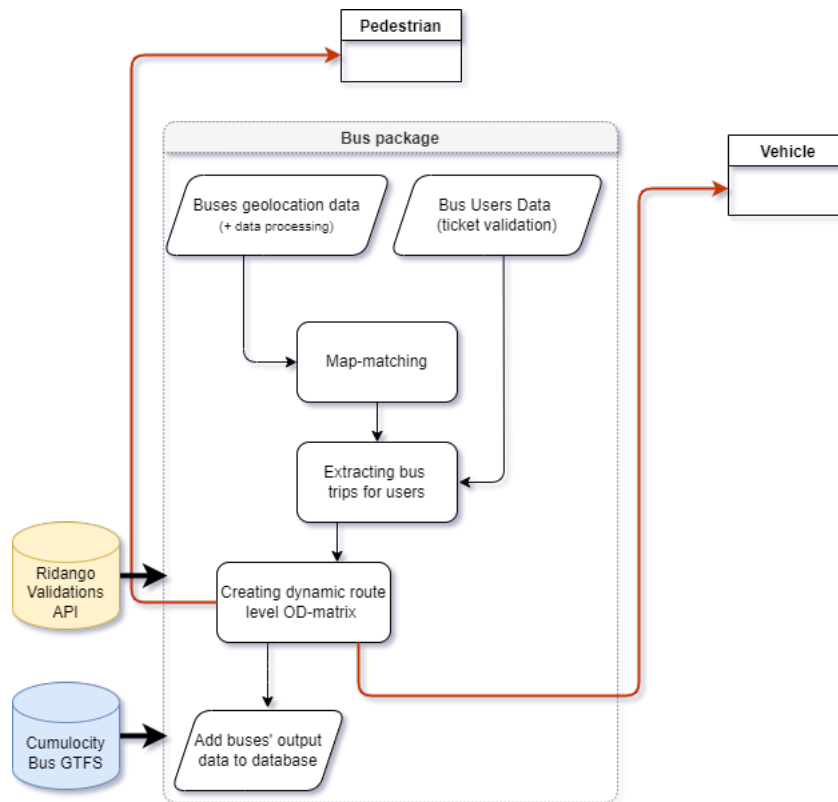 Pedestrian
Bus package
Vehicle
Buses geolocation data
(+ data processing)
Bus Users Data
(ticket validation)
Map-matching
Extracting bus
trips for users
Ridango
Validations
API
Creating dynamic route
level OD-matrix
Cumulocity
Bus GTFS
Add buses' output
data to database